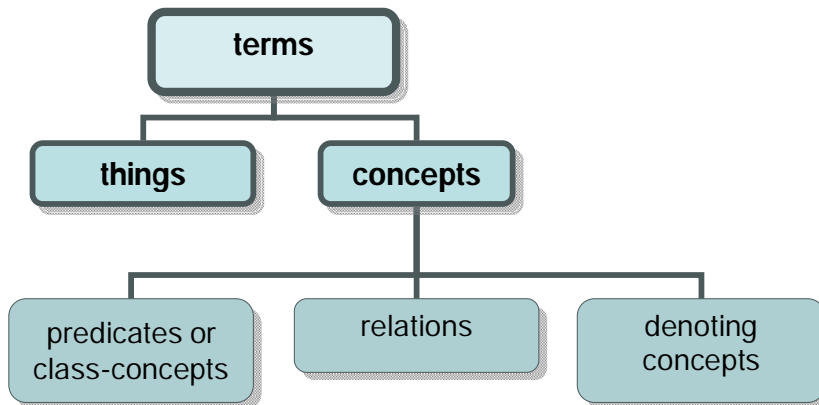 terms
things
concepts
predicates or
class-concepts
relations
denoting
concepts